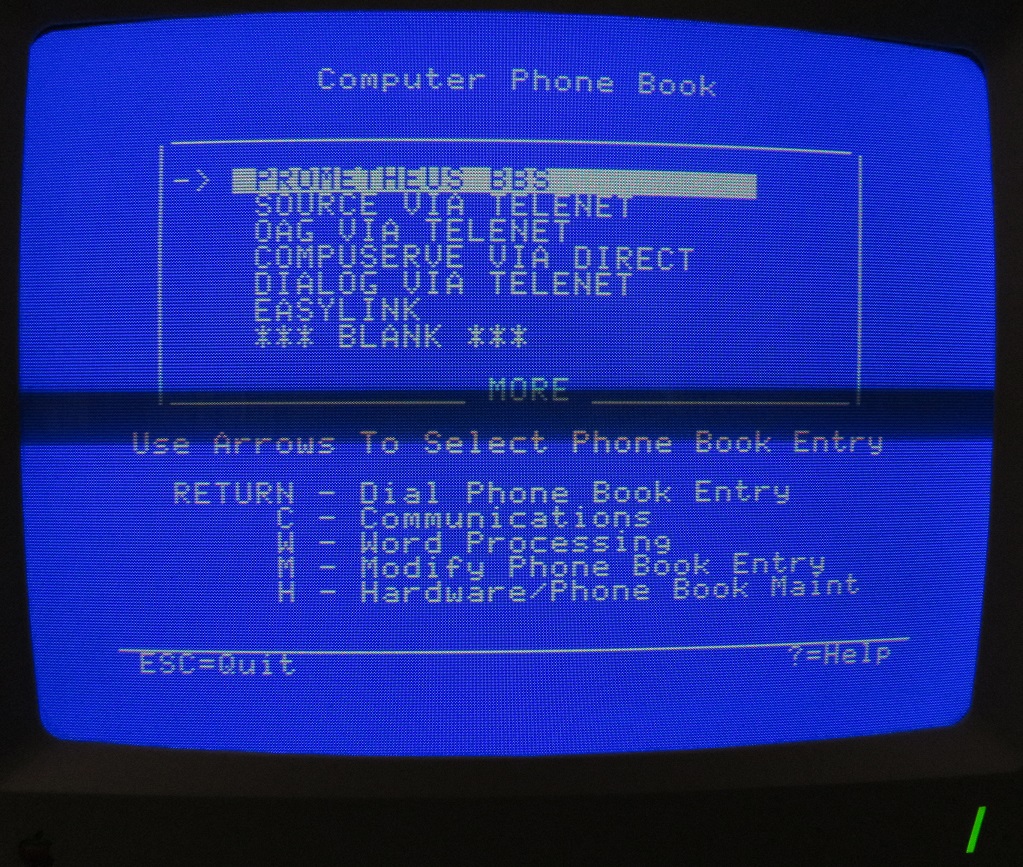 Computer Phone Book
-> PROMETHEUS BBS
SOURCE VIA TELENET
OAG VIA TELENET
COMPUSERVE VIA DIRECT
DIALOG VIA TELENET
EASYLINK
*** BLANK ***
MORE
Use Arrows To Select Phone Book Entry
RETURN - Dial Phone Book Entry
C - Communications
W - Word Processing
M - Modify Phone Book Entry
H - Hardware/Phone Book Maint
ESC=Quit ?=Help